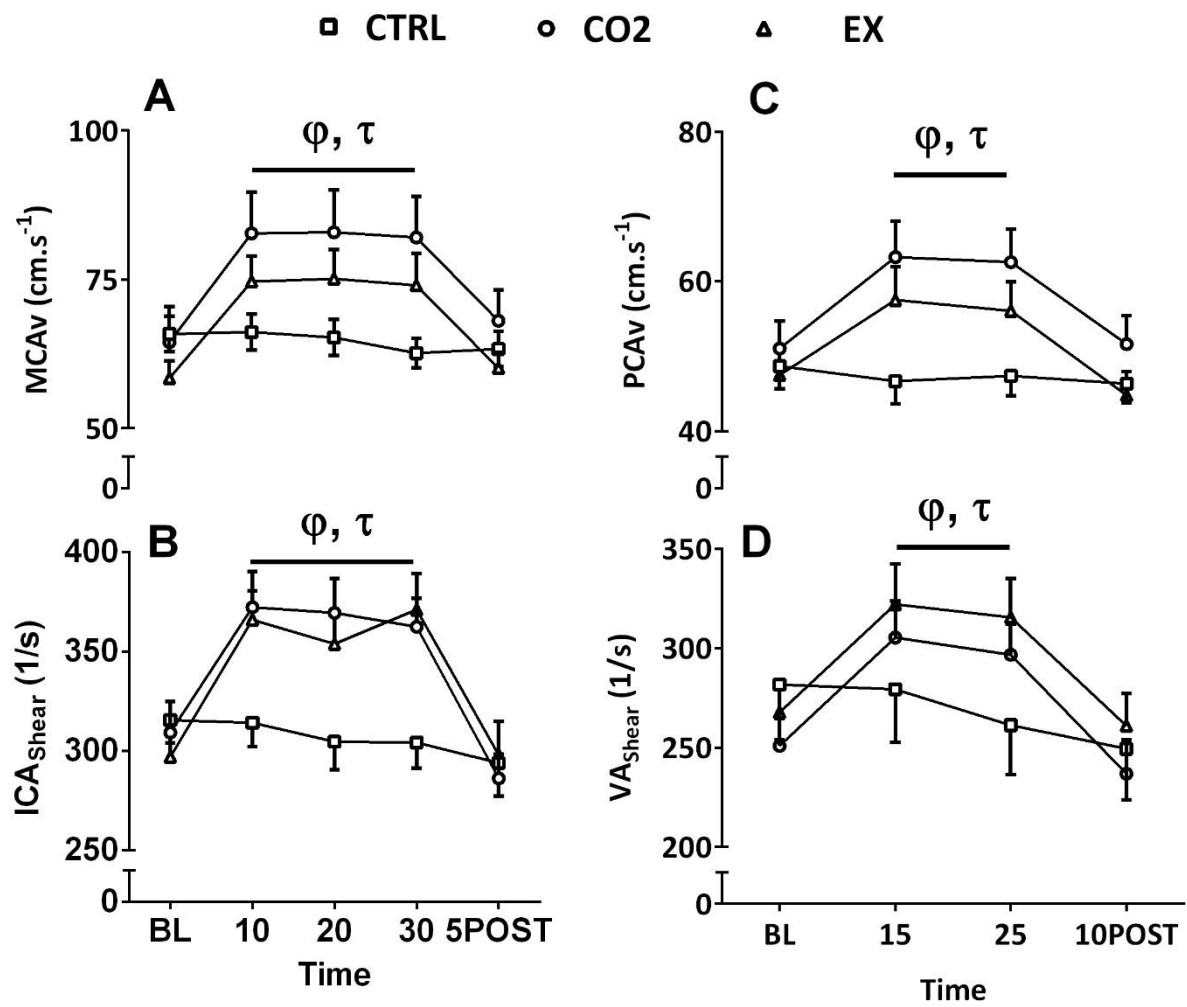 CTRL CO2 EX
A
φ, τ
MCAv (cm.s-1)
100
75
50
0
B
φ, τ
ICAShear (1/s)
400
350
300
250
0
BL 10 20 30 5POST
Time
C
φ, τ
PCAv (cm.s-1)
80
60
40
0
D
φ, τ
VAShear (1/s)
350
300
250
200
0
BL 15 25 10POST
Time